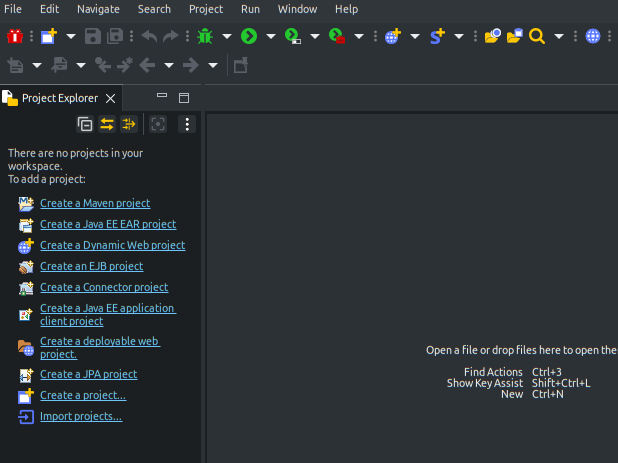 File Edit Navigate Search Project Run Window Help
Project Explorer
There are no projects in your
workspace.
To add a project:
Create a Maven project
Create a Java EE EAR project
Create a Dynamic Web project
Create an EJB project
Create a Connector project
Create a Java EE application
client project
Create a deployable web
project.
Create a JPA project
Create a project...
Import projects...
Open a file or drop files here to open the
Find Actions Ctrl+3
Show Key Assist Shift+Ctrl+L
New Ctrl+N